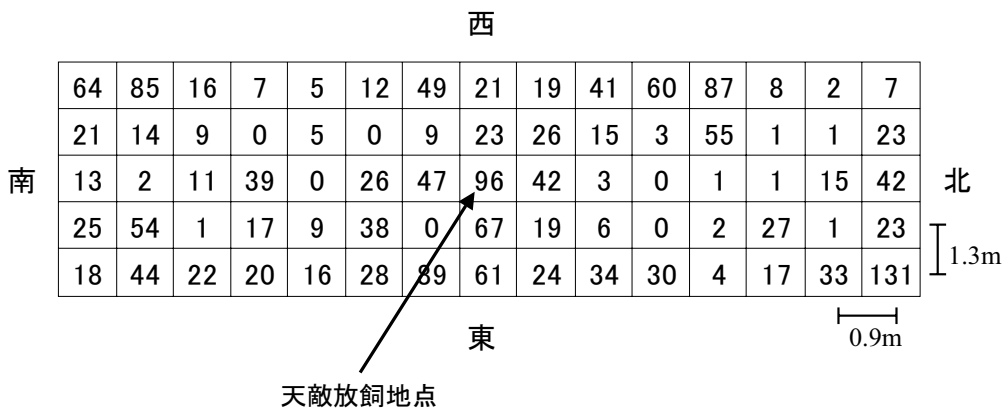 西
64 85 16 7 5 12 49 21 19 41 60 87 8 2 7
21 14 9 0 5 0 9 23 26 15 3 55 1 1 23
南 13 2 11 39 0 26 47 96 42 3 0 1 1 15 42 北
25 54 1 17 9 38 0 67 19 6 0 2 27 1 23
18 44 22 20 16 28 89 61 24 34 30 4 17 33 131
1.3m
0.9m
東
天敵放飼地点